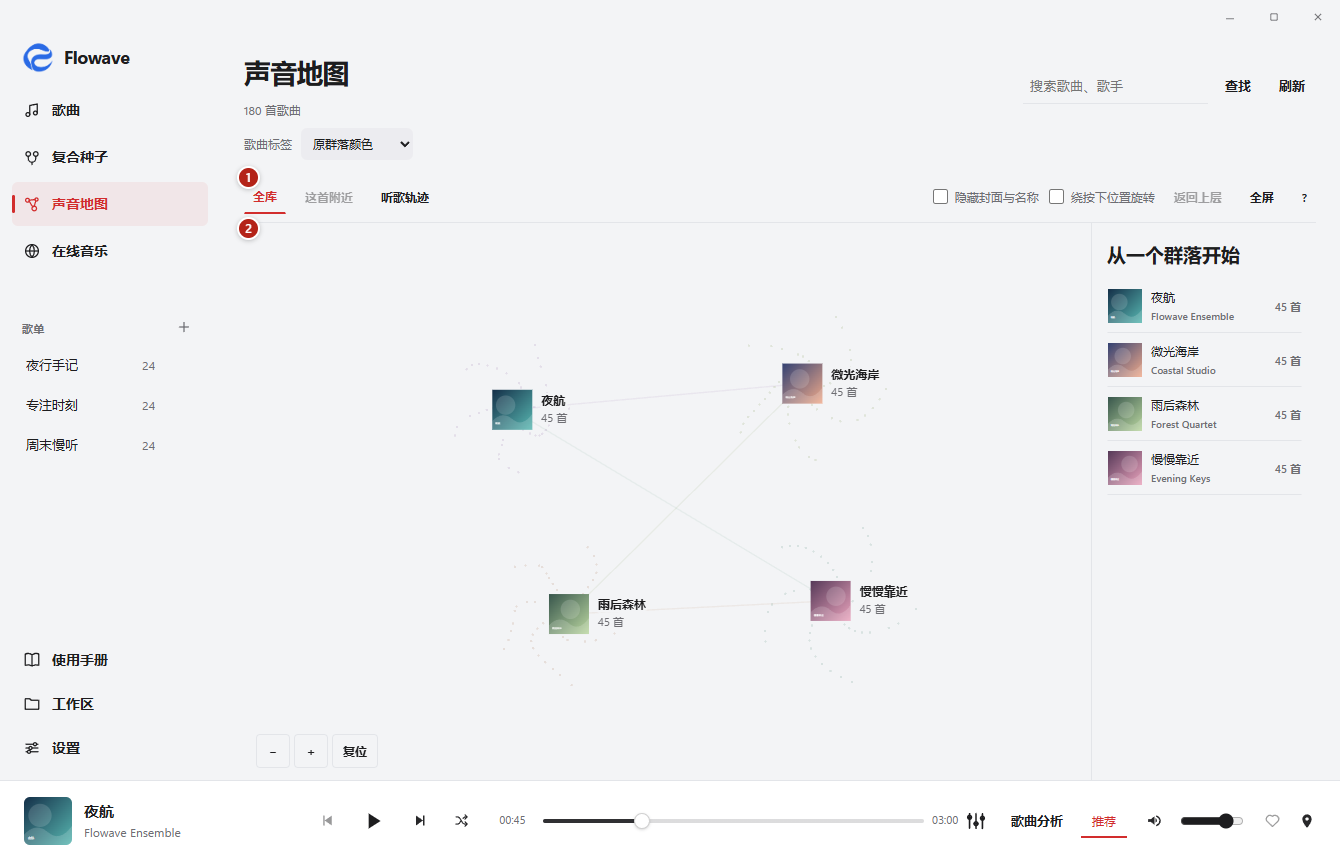 Flowave
歌曲
复合种子
声音地图
在线音乐
歌单 +
夜行手记 24
专注时刻 24
周末慢听 24
使用手册
工作区
设置
声音地图
180 首歌曲
搜索歌曲、歌手 查找 刷新
歌曲标签 原群落颜色
1
全库 这首附近 听歌轨迹 隐藏封面与名称 绕按下位置旋转 返回上层 全屏 ?
2
夜航
45 首
微光海岸
45 首
雨后森林
45 首
慢慢靠近
45 首
− + 复位
从一个群落开始
夜航
Flowave Ensemble 45 首
微光海岸
Coastal Studio 45 首
雨后森林
Forest Quartet 45 首
慢慢靠近
Evening Keys 45 首
夜航
Flowave Ensemble
00:45 03:00 歌曲分析 推荐